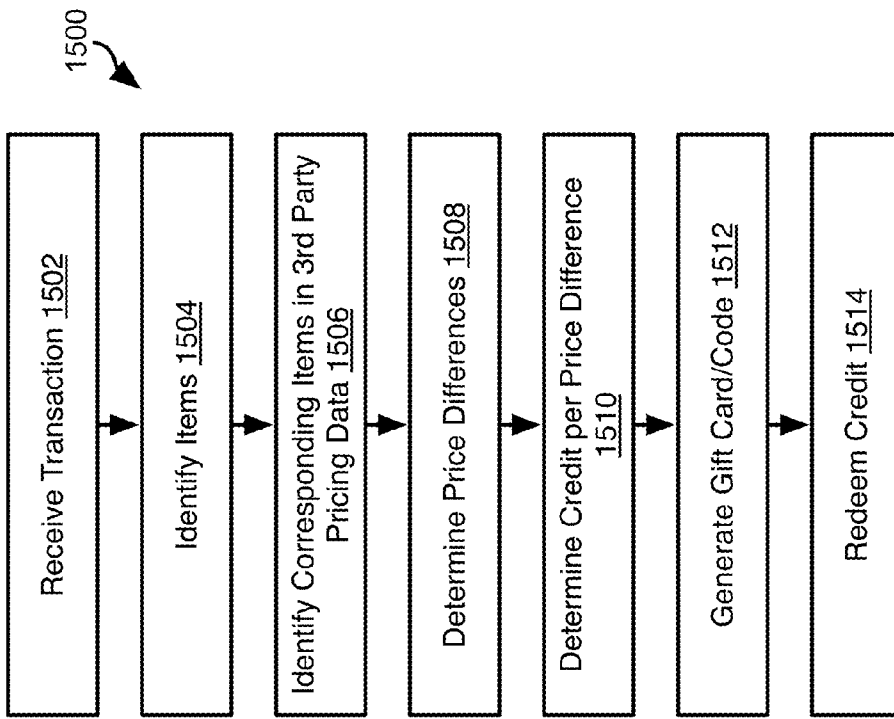 1500
Receive Transaction 1502
Identify Items 1504
Identify Corresponding Items in 3rd Party
Pricing Data 1506
Determine Price Differences 1508
Determine Credit per Price Difference
1510
Generate Gift Card/Code 1512
Redeem Credit 1514